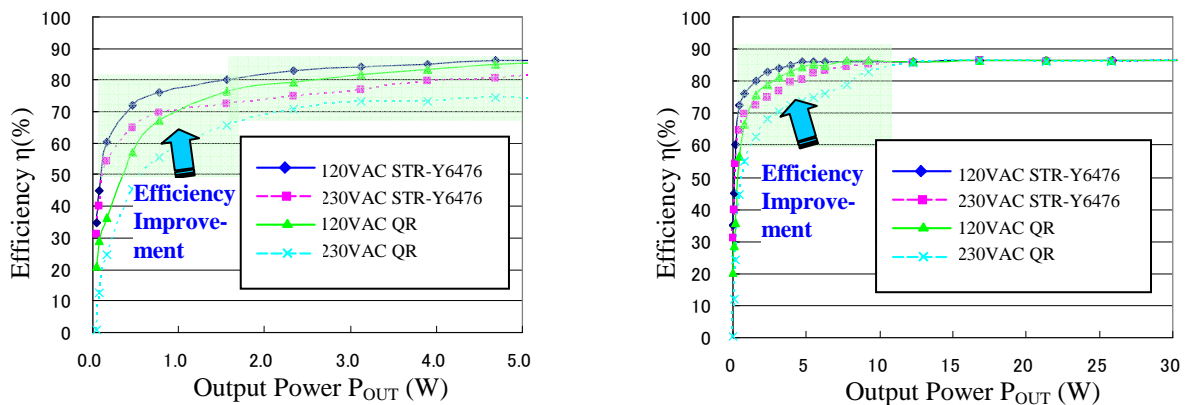 100
90
80
70
60
50
40
30
20
10
0
Efficiency η(%)
0.0 1.0 2.0 3.0 4.0 5.0
Output Power P_OUT (W)
Efficiency
Improve-
ment
120VAC STR-Y6476
230VAC STR-Y6476
120VAC QR
230VAC QR
100
90
80
70
60
50
40
30
20
10
0
Efficiency η(%)
0 5 10 15 20 25 30
Output Power P_OUT (W)
Efficiency
Improve-
ment
120VAC STR-Y6476
230VAC STR-Y6476
120VAC QR
230VAC QR